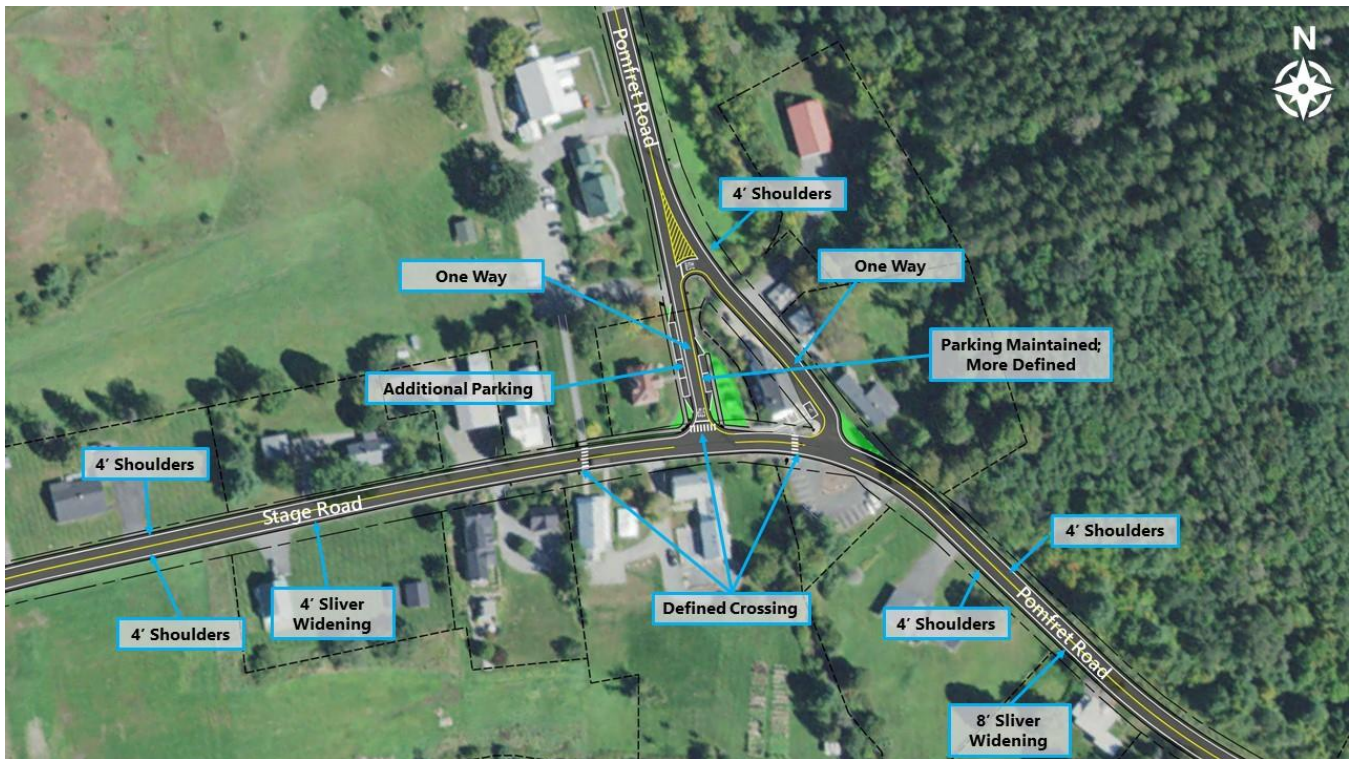 N
Pomfret Road
4' Shoulders
One Way
One Way
Parking Maintained;
More Defined
Additional Parking
4' Shoulders
Stage Road
4' Shoulders
4' Sliver
Widening
4' Shoulders
Defined Crossing
4' Shoulders
Pomfret Road
8' Sliver
Widening